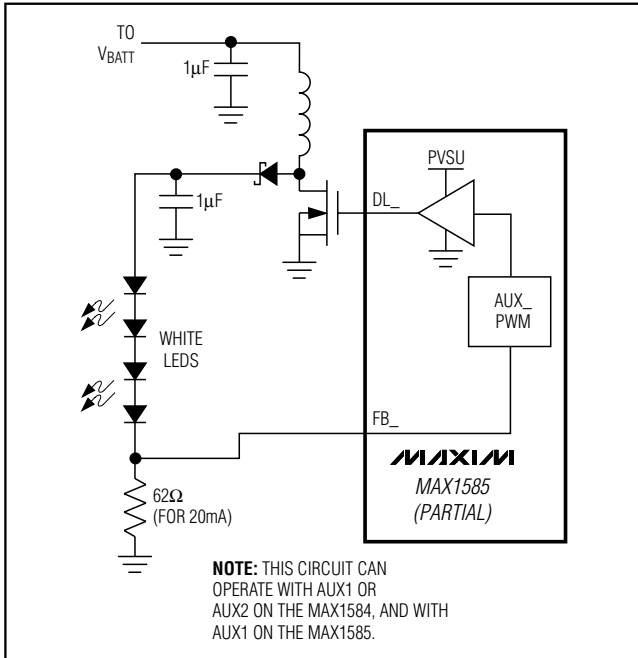 TO
VBATT
1µF
PVSU
DL_
1µF
AUX_
PWM
WHITE
LEDS
FB_
MAXIM
MAX1585
(PARTIAL)
62Ω
(FOR 20mA)
NOTE: THIS CIRCUIT CAN
OPERATE WITH AUX1 OR
AUX2 ON THE MAX1584, AND WITH
AUX1 ON THE MAX1585.